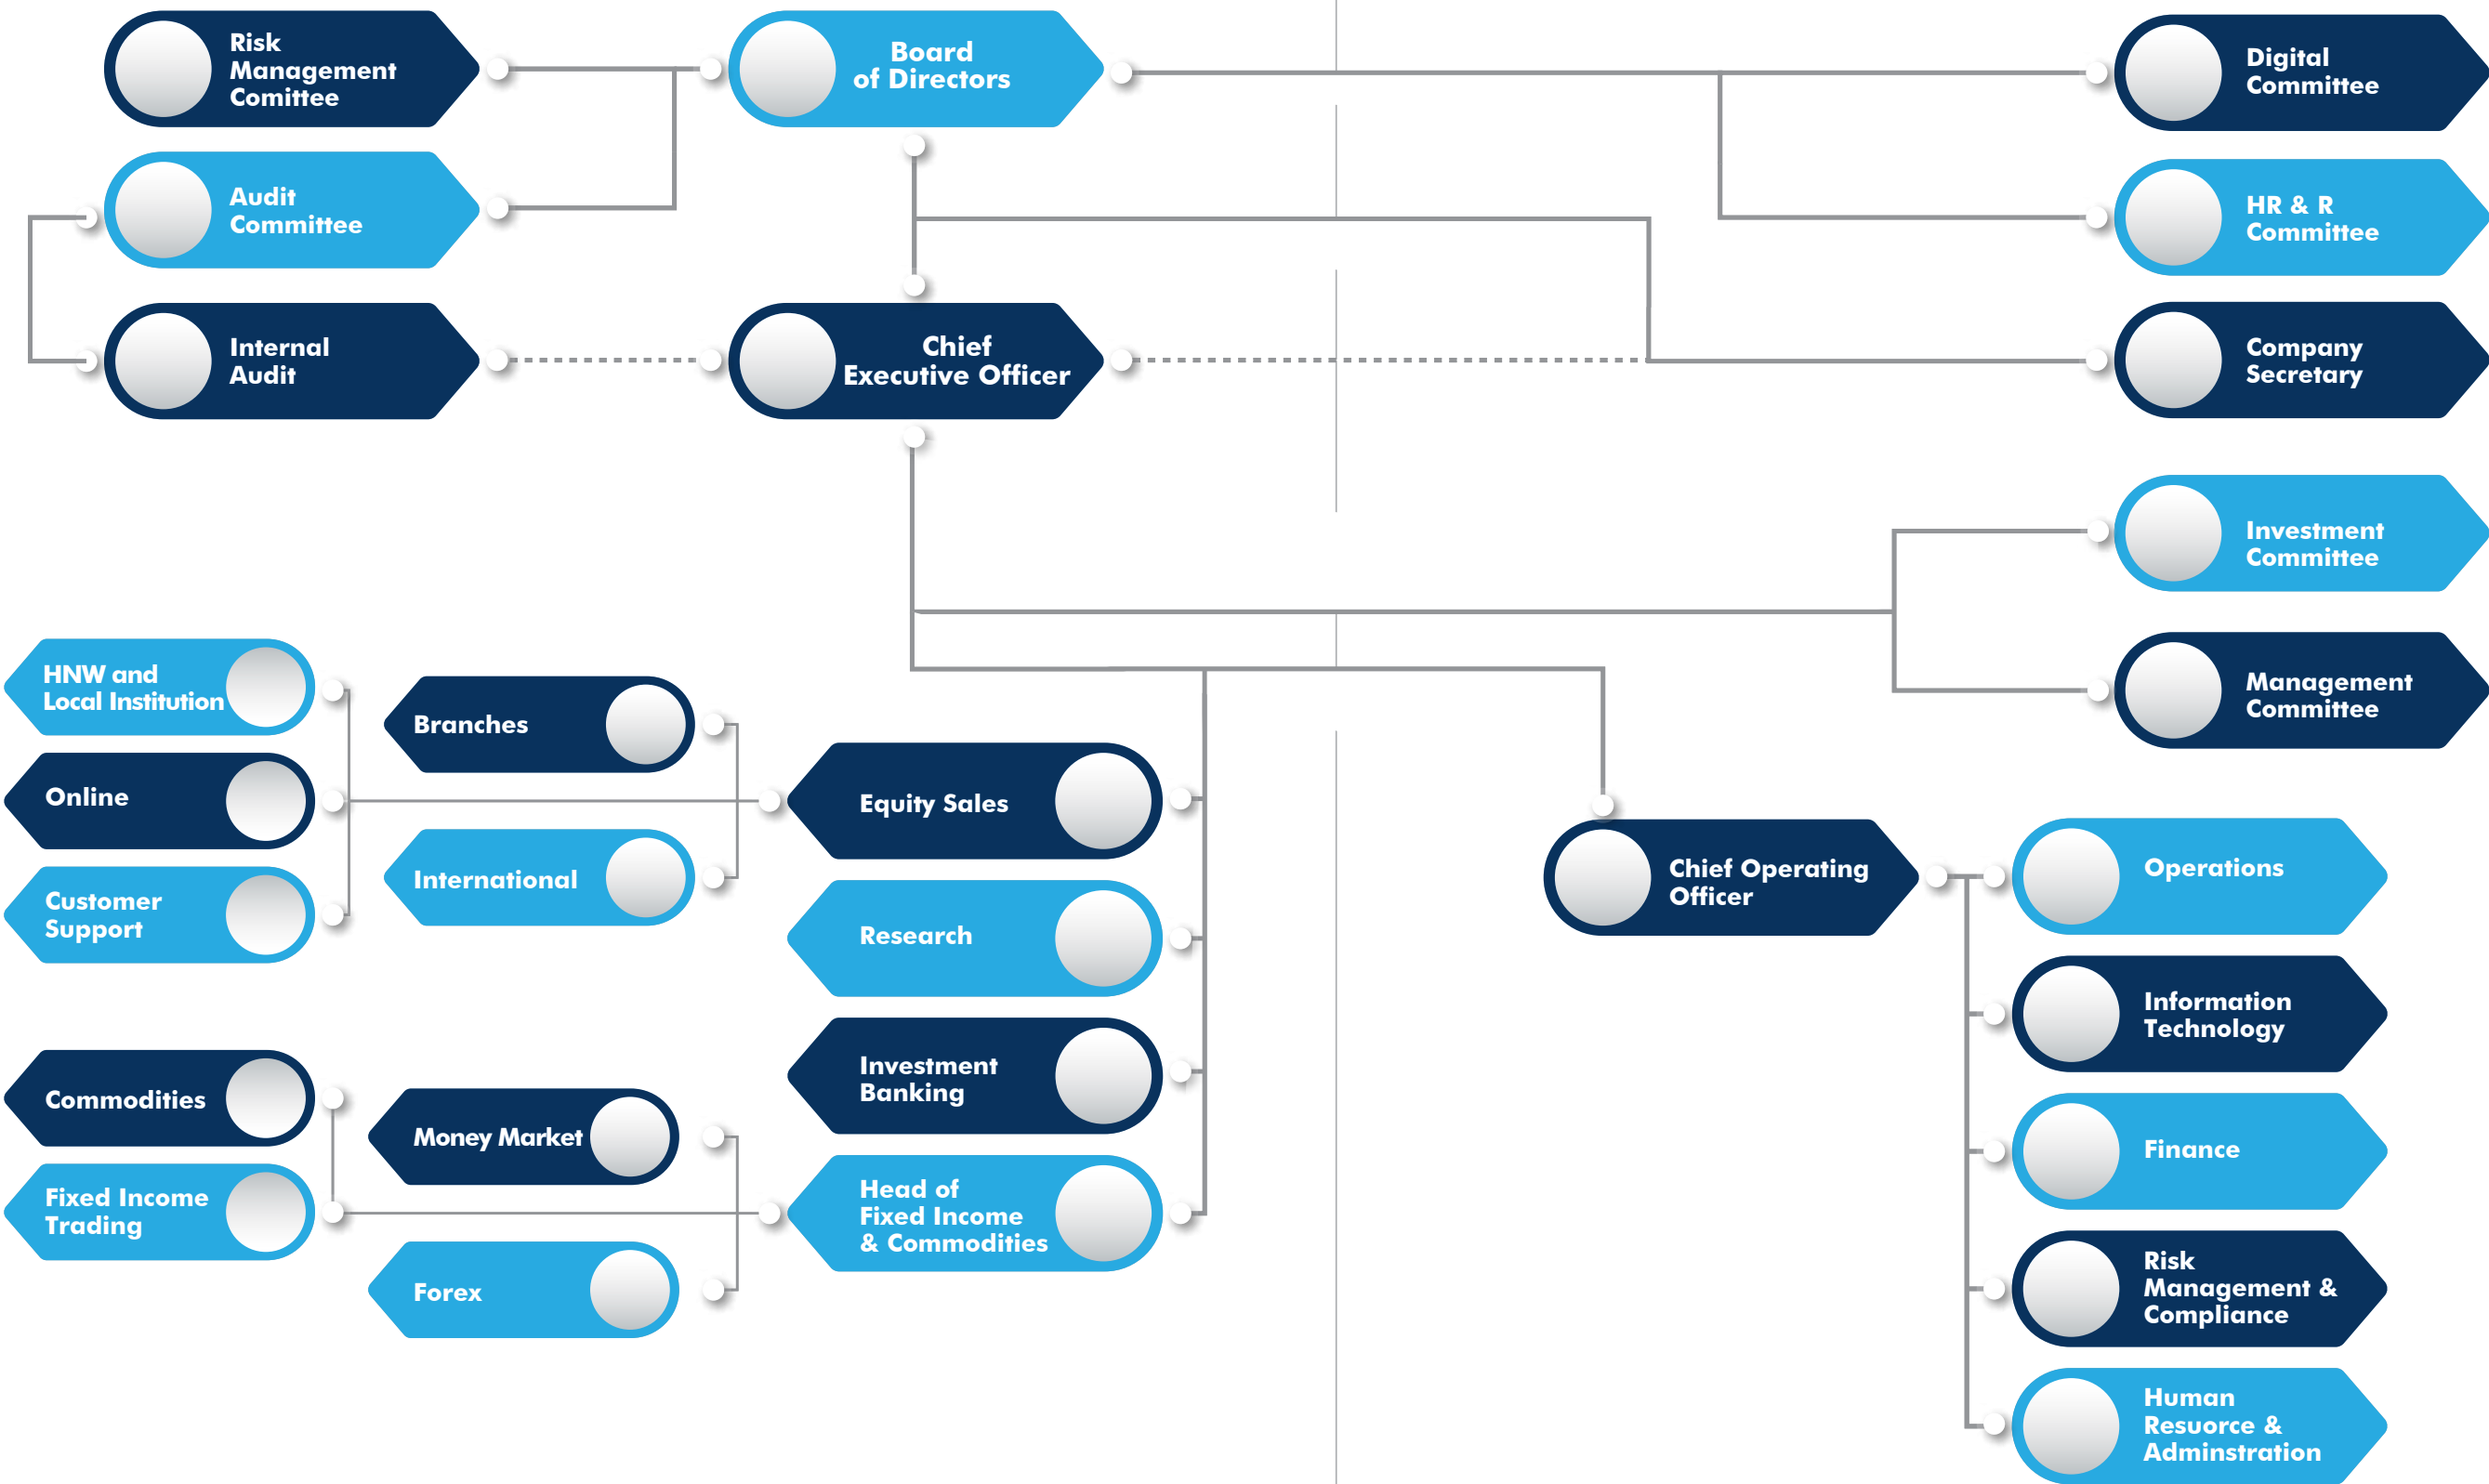 Risk
Management
Comittee
Board
of Directors
Digital
Committee
Audit
Committee
HR & R
Committee
Internal
Audit
Chief
Executive Officer
Company
Secretary
Investment
Committee
Management
Committee
HNW and
Local Institution
Branches
Online
Equity Sales
International
Customer
Support
Research
Chief Operating
Officer
Operations
Information
Technology
Investment
Banking
Commodities
Money Market
Finance
Fixed Income
Trading
Head of
Fixed Income
& Commodities
Forex
Risk
Management &
Compliance
Human
Resuorce &
Adminstration